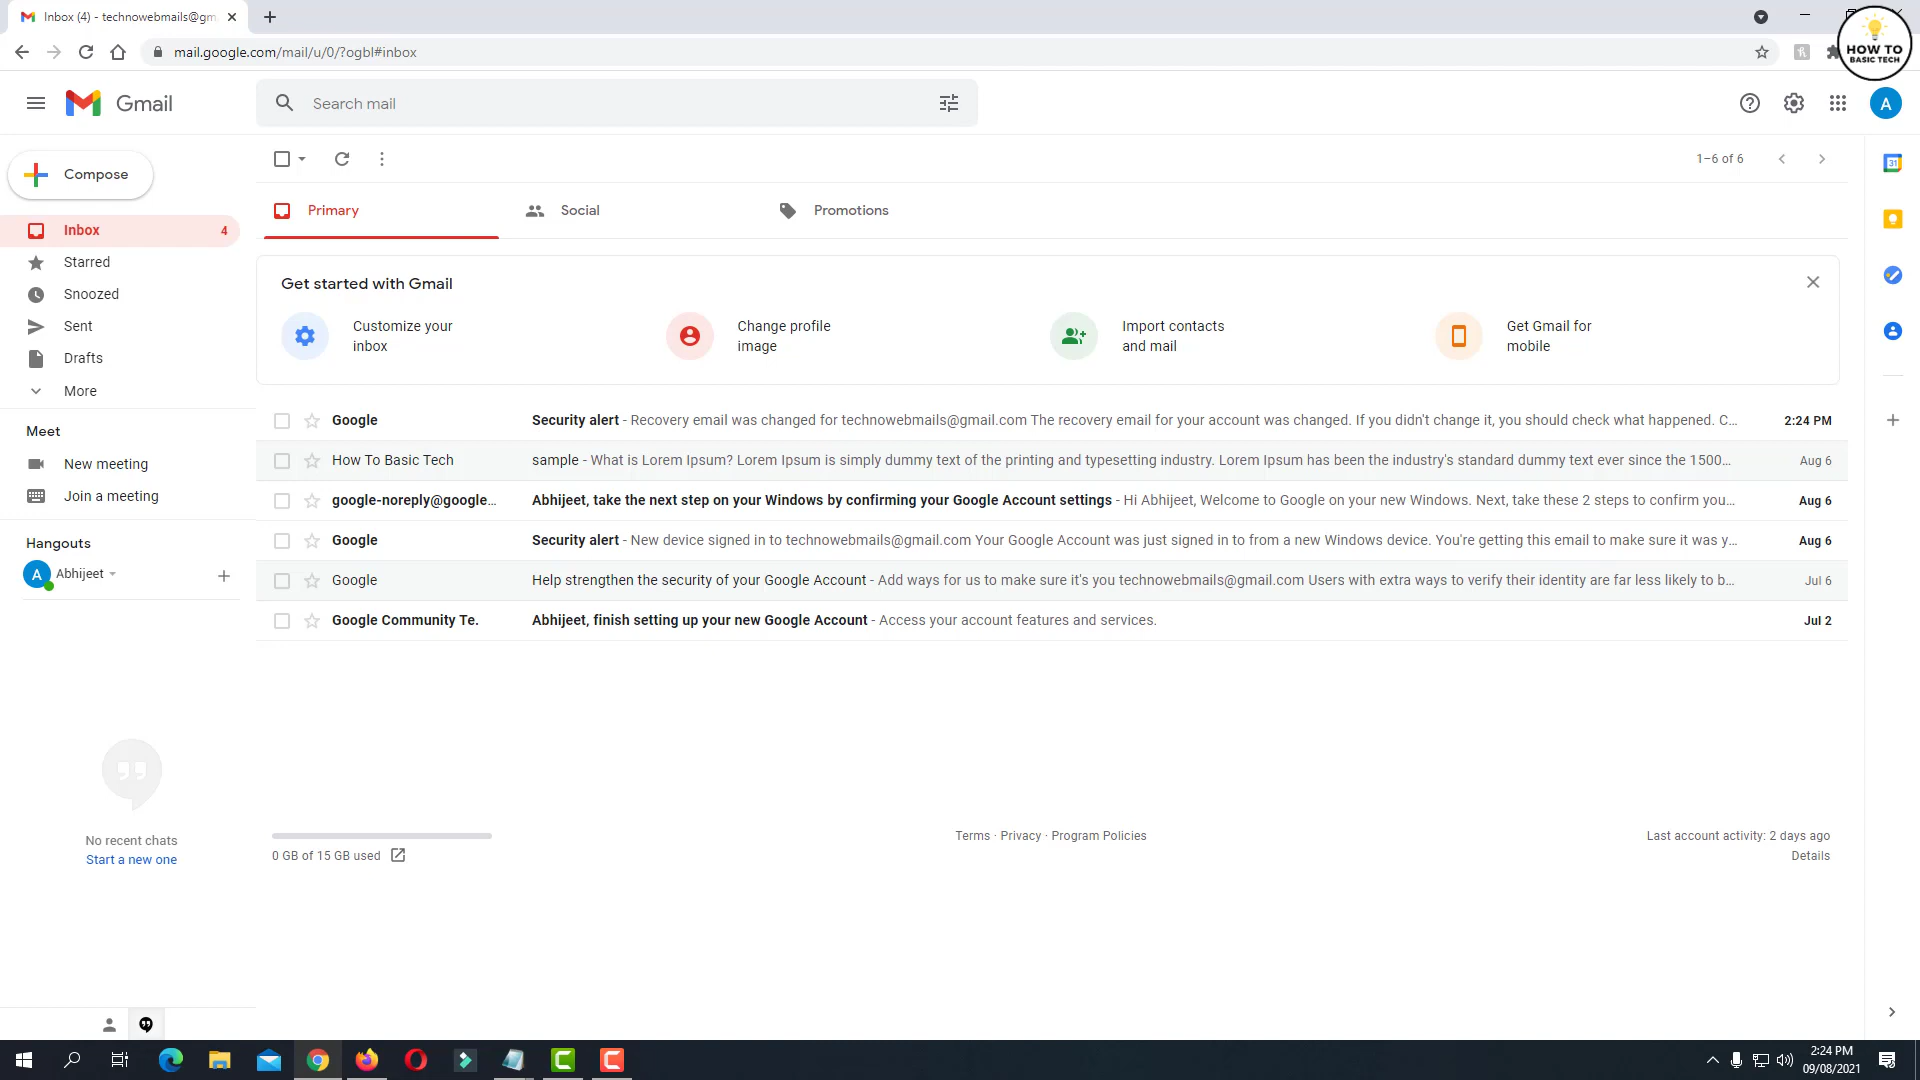 Inbox (4) - technowebmails@gm
mail.google.com/mail/u/0/?ogbl#inbox
HOW TO
BASIC TECH
Gmail
Search mail
A
Compose
1–6 of 6
31
Primary
Social
Promotions
Inbox 4
Starred
Snoozed
Sent
Drafts
More
Get started with Gmail
Customize your
inbox
Change profile
image
Import contacts
and mail
Get Gmail for
mobile
Google Security alert - Recovery email was changed for technowebmails@gmail.com The recovery email for your account was changed. If you didn't change it, you should check what happened. C... 2:24 PM
How To Basic Tech sample - What is Lorem Ipsum? Lorem Ipsum is simply dummy text of the printing and typesetting industry. Lorem Ipsum has been the industry's standard dummy text ever since the 1500... Aug 6
google-noreply@google... Abhijeet, take the next step on your Windows by confirming your Google Account settings - Hi Abhijeet, Welcome to Google on your new Windows. Next, take these 2 steps to confirm you... Aug 6
Google Security alert - New device signed in to technowebmails@gmail.com Your Google Account was just signed in to from a new Windows device. You're getting this email to make sure it was y... Aug 6
Google Help strengthen the security of your Google Account - Add ways for us to make sure it's you technowebmails@gmail.com Users with extra ways to verify their identity are far less likely to b... Jul 6
Google Community Te. Abhijeet, finish setting up your new Google Account - Access your account features and services. Jul 2
Meet
New meeting
Join a meeting
Hangouts
A Abhijeet
No recent chats
Start a new one
0 GB of 15 GB used
Terms · Privacy · Program Policies
Last account activity: 2 days ago
Details
2:24 PM
09/08/2021